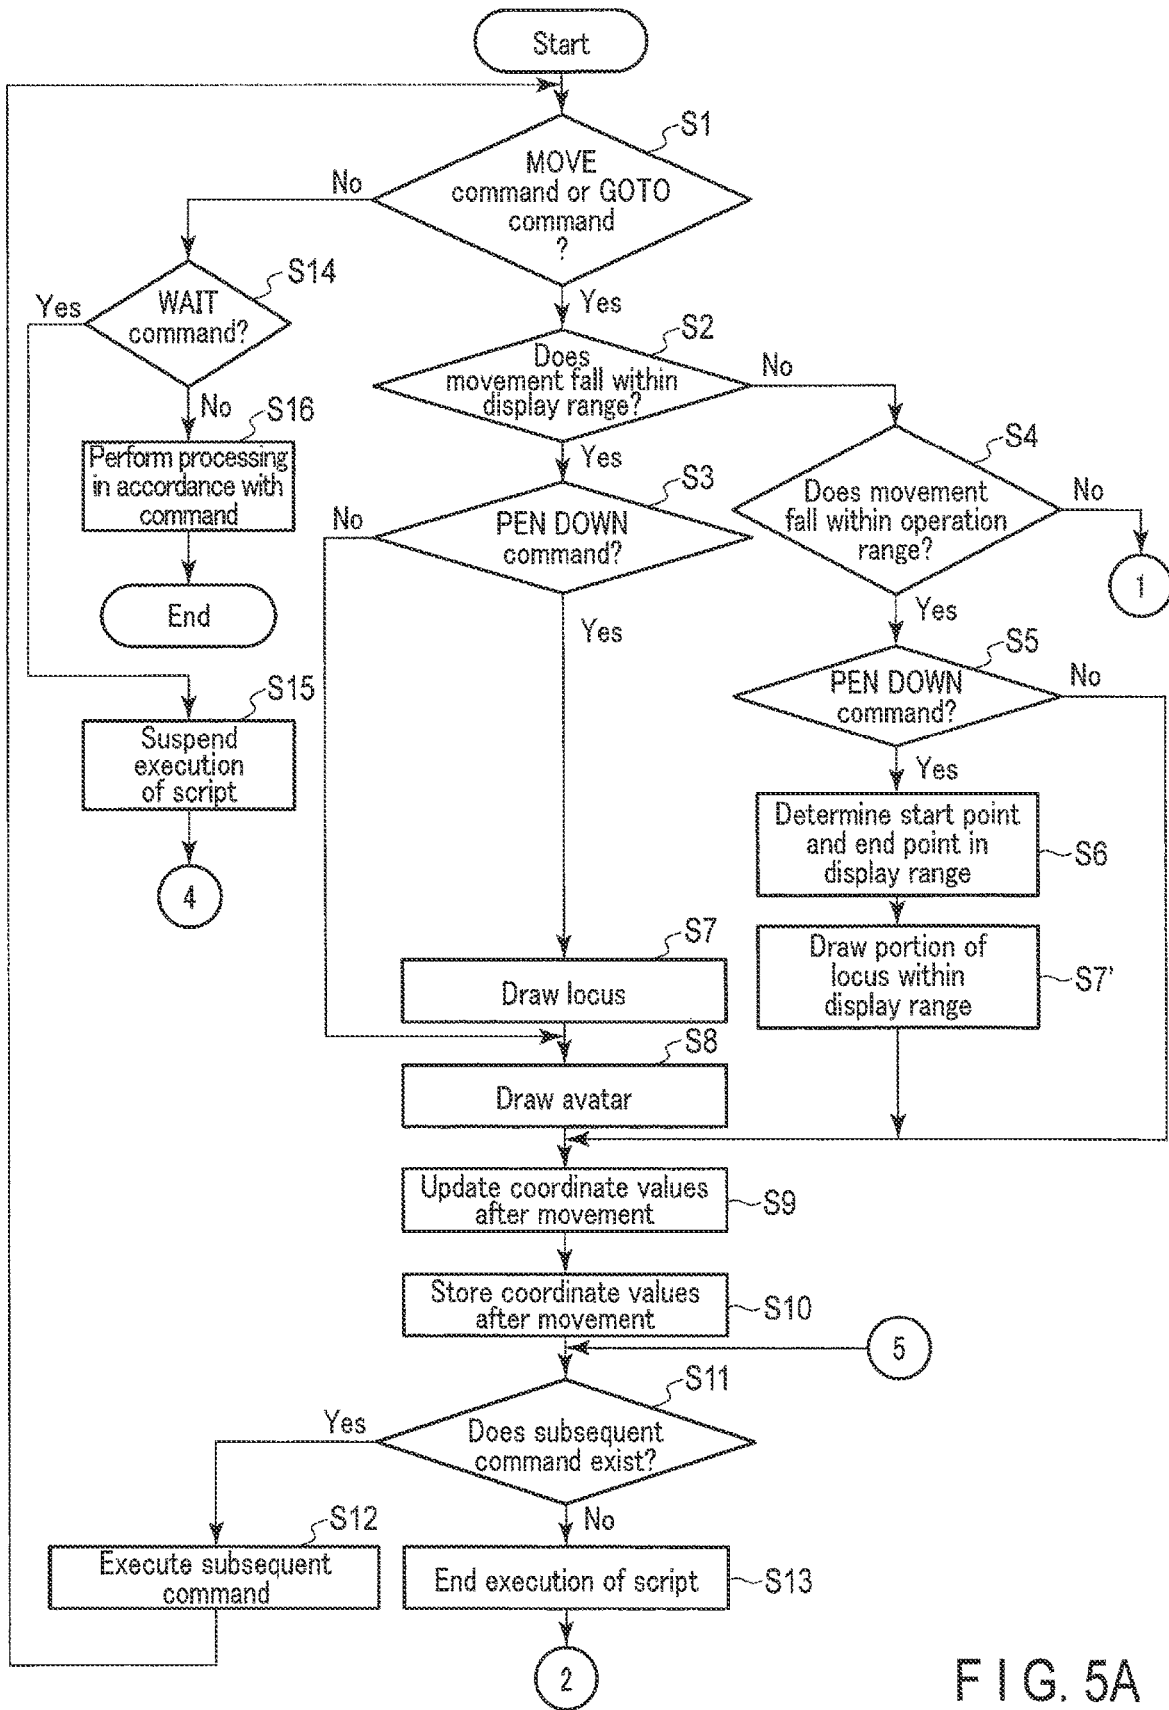 Start
S1
MOVE
command or GOTO
command
?
No
Yes
S14
WAIT
command?
Yes
No
S2
Does
movement fall within
display range?
No
Yes
S16
Perform processing
in accordance with
command
End
S3
PEN DOWN
command?
No
Yes
S4
Does movement
fall within operation
range?
No
1
Yes
S5
PEN DOWN
command?
No
Yes
S15
Suspend
execution
of script
4
Determine start point
and end point in
display range
S6
Draw portion of
locus within
display range
S7'
S7
Draw locus
S8
Draw avatar
Update coordinate values
after movement
S9
Store coordinate values
after movement
S10
5
S11
Does subsequent
command exist?
Yes
No
S12
Execute subsequent
command
End execution of script
S13
2
FIG. 5A